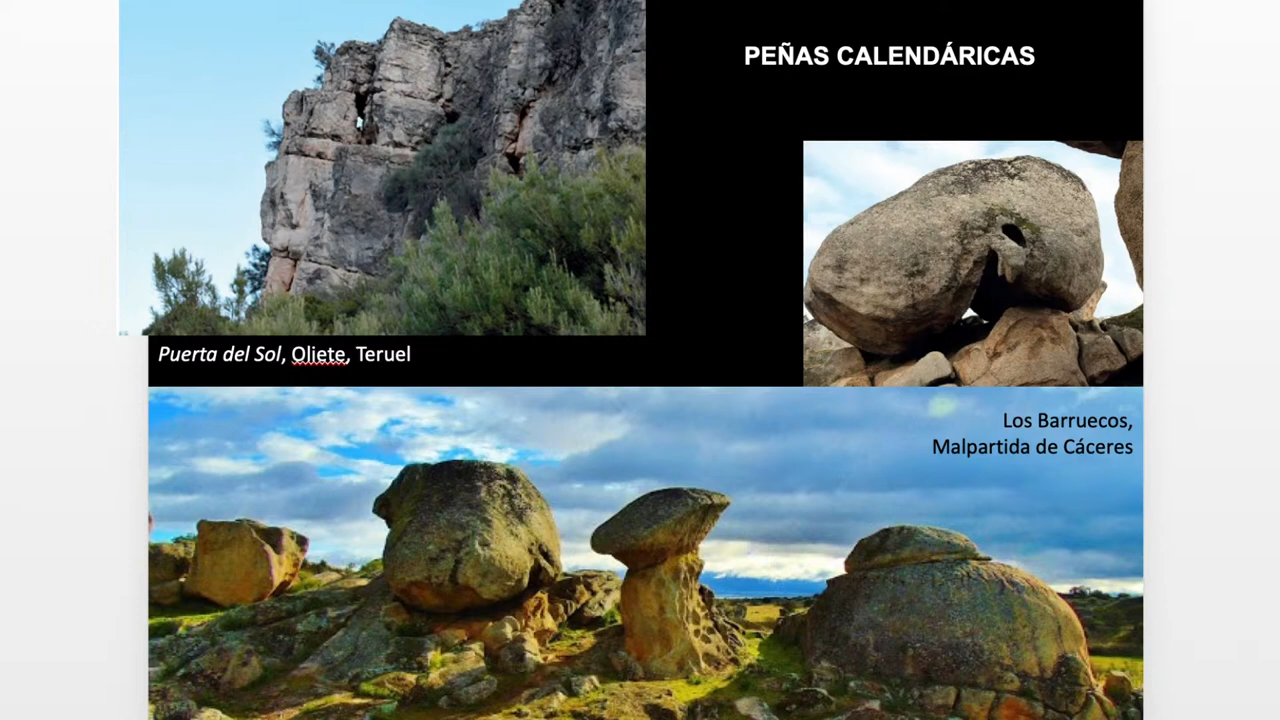 PEÑAS CALENDÁRICAS
Puerta del Sol, Oliete, Teruel
Los Barruecos,
Malpartida de Cáceres